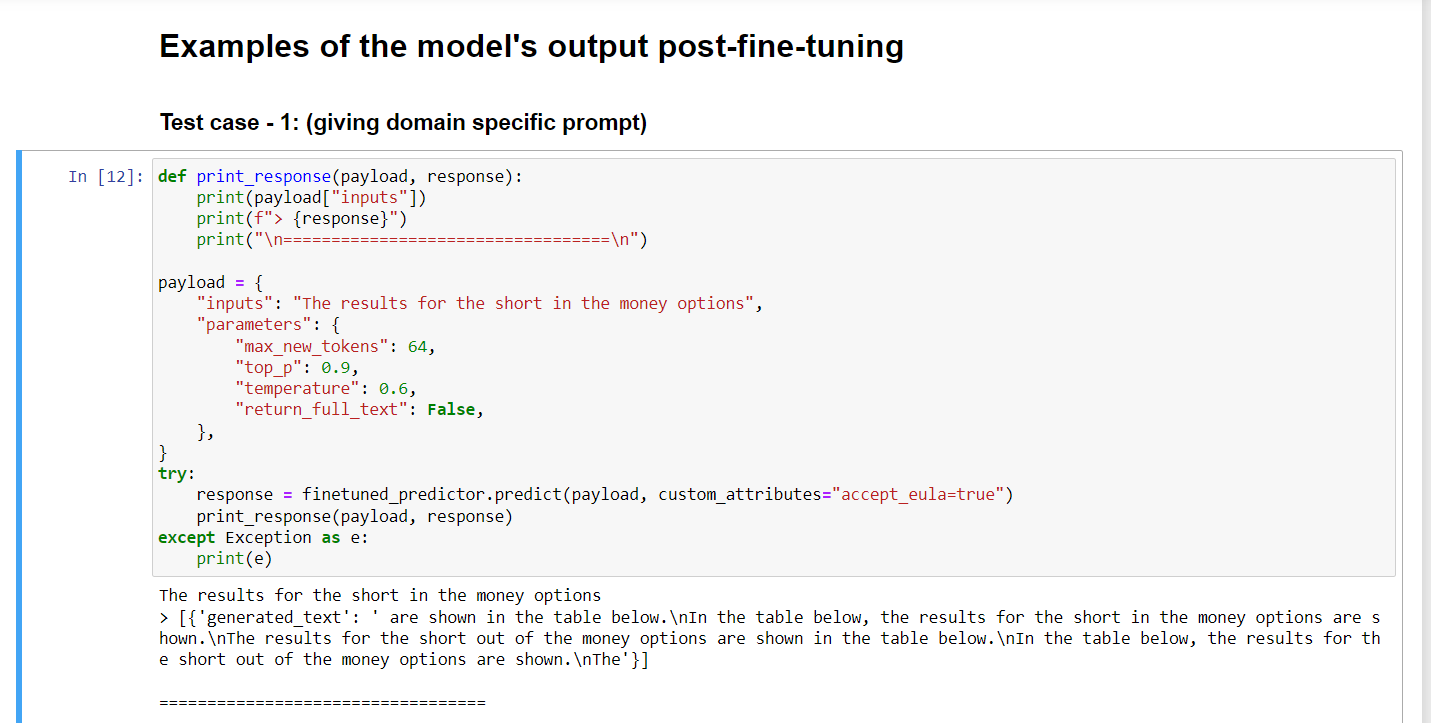 Examples of the model's output post-fine-tuning
Test case - 1: (giving domain specific prompt)
In [12]: def print_response(payload, response):
    print(payload["inputs"])
    print(f"> {response}")
    print("\n==================================\n")
payload = {
    "inputs": "The results for the short in the money options",
    "parameters": {
        "max_new_tokens": 64,
        "top_p": 0.9,
        "temperature": 0.6,
        "return_full_text": False,
    },
}
try:
    response = finetuned_predictor.predict(payload, custom_attributes="accept_eula=true")
    print_response(payload, response)
except Exception as e:
    print(e)
The results for the short in the money options
> [{'generated_text': ' are shown in the table below.\nIn the table below, the results for the short in the money options are s
hown.\nThe results for the short out of the money options are shown in the table below.\nIn the table below, the results for th
e short out of the money options are shown.\nThe'}]
==================================